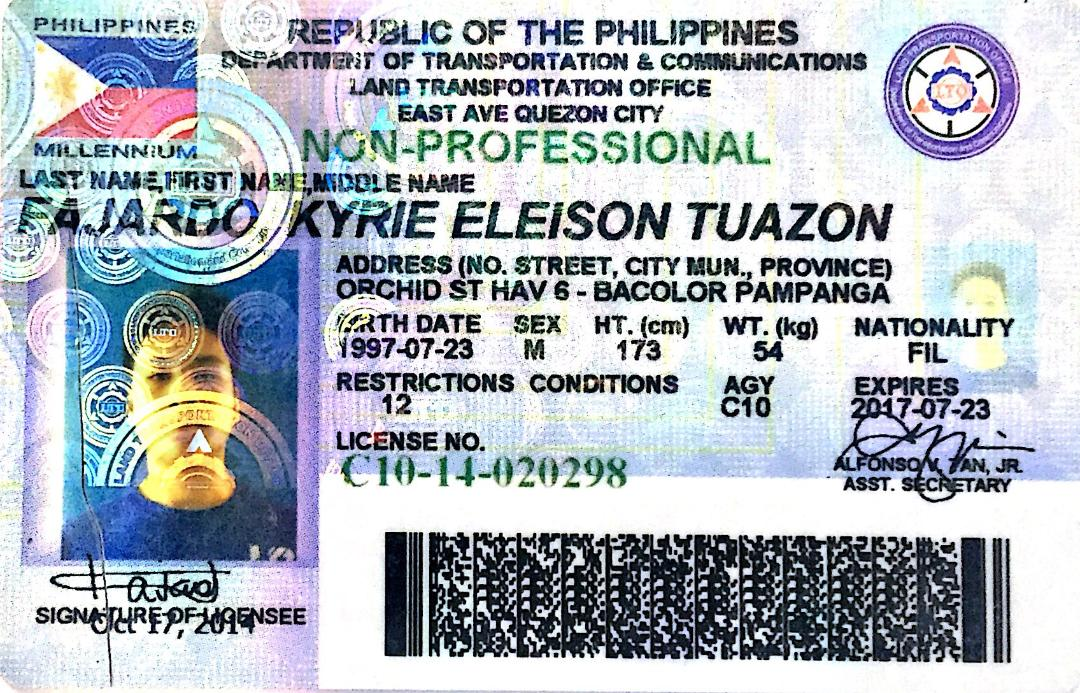 PHILIPPINES
MILLENNIUM
REPUBLIC OF THE PHILIPPINES
DEPARTMENT OF TRANSPORTATION & COMMUNICATIONS
LAND TRANSPORTATION OFFICE
EAST AVE QUEZON CITY
NON-PROFESSIONAL
LAST NAME,FIRST NAME,MIDDLE NAME
KYRIE ELEISON TUAZON
ADDRESS (NO. STREET, CITY MUN., PROVINCE)
ORCHID ST HAV 6 - BACOLOR PAMPANGA
BIRTH DATE SEX HT. (cm) WT. (kg) NATIONALITY
1997-07-23 M 173 54 FIL
RESTRICTIONS CONDITIONS AGY EXPIRES
12 C10 2017-07-23
LICENSE NO.
C10-14-020298
ALFONSO V. TAN, JR.
ASST. SECRETARY
SIGNATURE OF LICENSEE
Oct 17, 2014
LTO